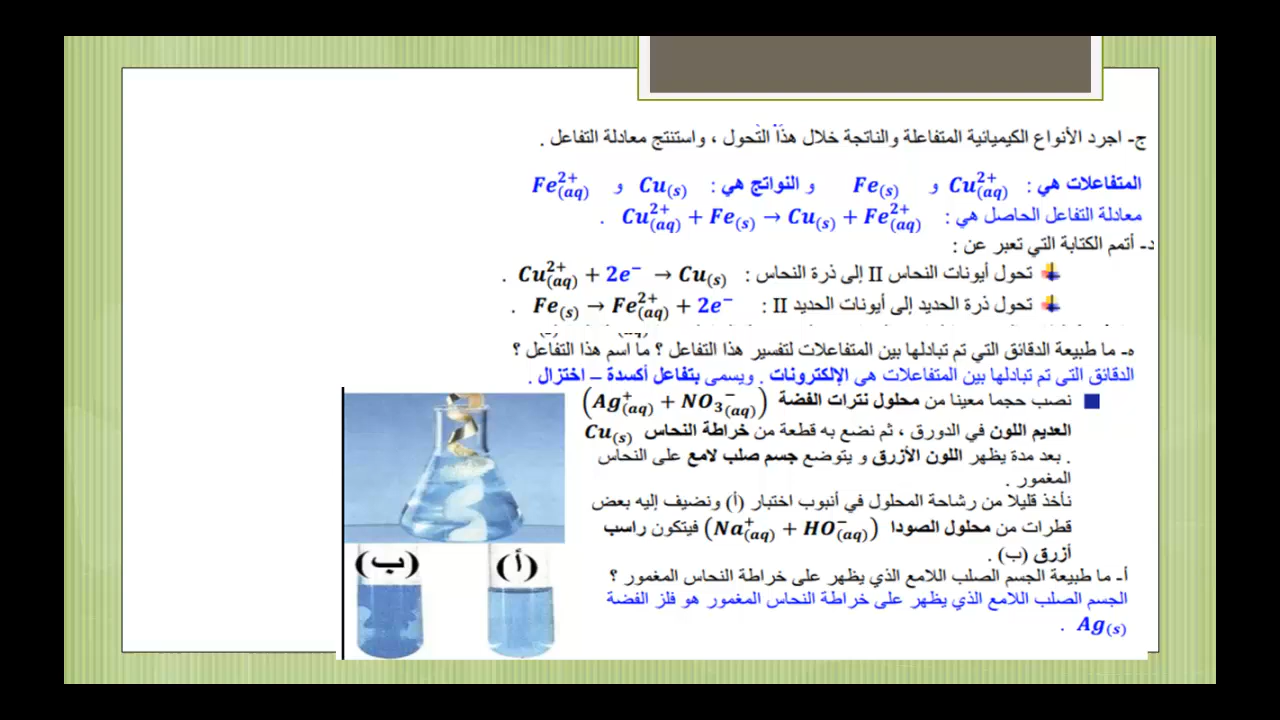 ج- اجرد الأنواع الكيميائية المتفاعلة والناتجة خلال هذا التحول ، واستنتج معادلة التفاعل .
المتفاعلات هي : Cu²⁺(aq) و Fe(s) و النواتج هي : Cu(s) و Fe²⁺(aq)
معادلة التفاعل الحاصل هي : Cu²⁺(aq) + Fe(s) → Cu(s) + Fe²⁺(aq) .
د- أتمم الكتابة التي تعبر عن :
تحول أيونات النحاس II إلى ذرة النحاس : Cu²⁺(aq) + 2e⁻ → Cu(s) .
تحول ذرة الحديد إلى أيونات الحديد II : Fe(s) → Fe²⁺(aq) + 2e⁻ .
ه- ما طبيعة الدقائق التي تم تبادلها بين المتفاعلات لتفسير هذا التفاعل ؟ ما اسم هذا التفاعل ؟
الدقائق التي تم تبادلها بين المتفاعلات هي الإلكترونات . ويسمى بتفاعل أكسدة – اختزال .
نصب حجما معينا من محلول نترات الفضة (Ag⁺(aq) + NO₃⁻(aq))
العديم اللون في الدورق ، ثم نضع به قطعة من خراطة النحاس Cu(s)
. بعد مدة يظهر اللون الأزرق و يتوضع جسم صلب لامع على النحاس
المغمور .
نأخذ قليلا من رشاحة المحلول في أنبوب اختبار (أ) ونضيف إليه بعض
قطرات من محلول الصودا (Na⁺(aq) + HO⁻(aq)) فيتكون راسب
أزرق (ب) .
أ- ما طبيعة الجسم الصلب اللامع الذي يظهر على خراطة النحاس المغمور ؟
الجسم الصلب اللامع الذي يظهر على خراطة النحاس المغمور هو فلز الفضة
Ag(s) .
(أ)
(ب)